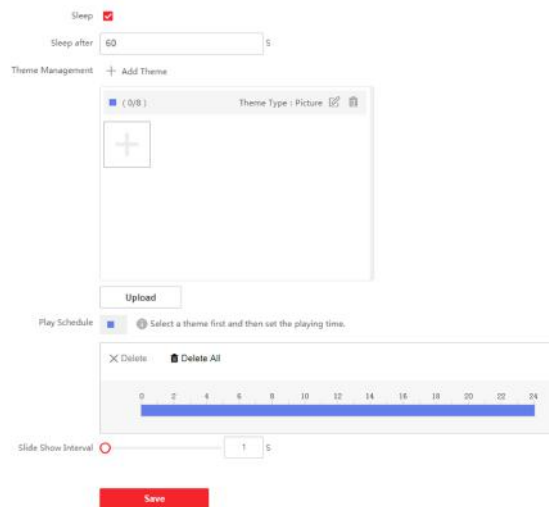 Sleep
Sleep after 60 S
Theme Management Add Theme
(0/8) Theme Type : Picture
Upload
Play Schedule Select a theme first and then set the playing time.
Delete Delete All
0 2 4 6 8 10 12 14 16 18 20 22 24
Slide Show Interval 1 S
Save